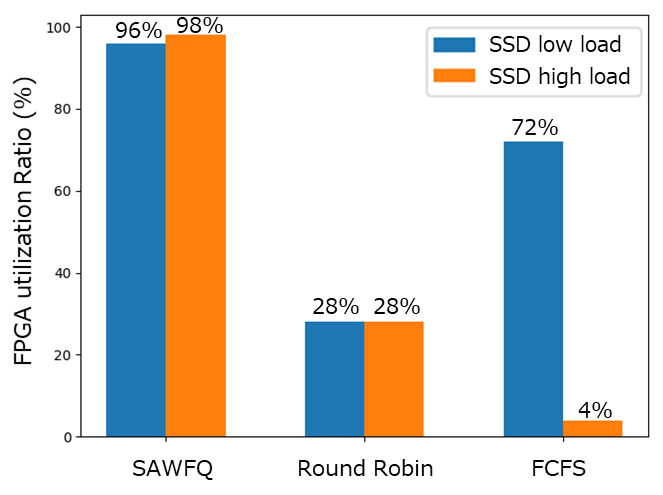 FPGA utilization Ratio (%)
100
80
60
40
20
0
96%
98%
28%
28%
72%
4%
SSD low load
SSD high load
SAWFQ
Round Robin
FCFS